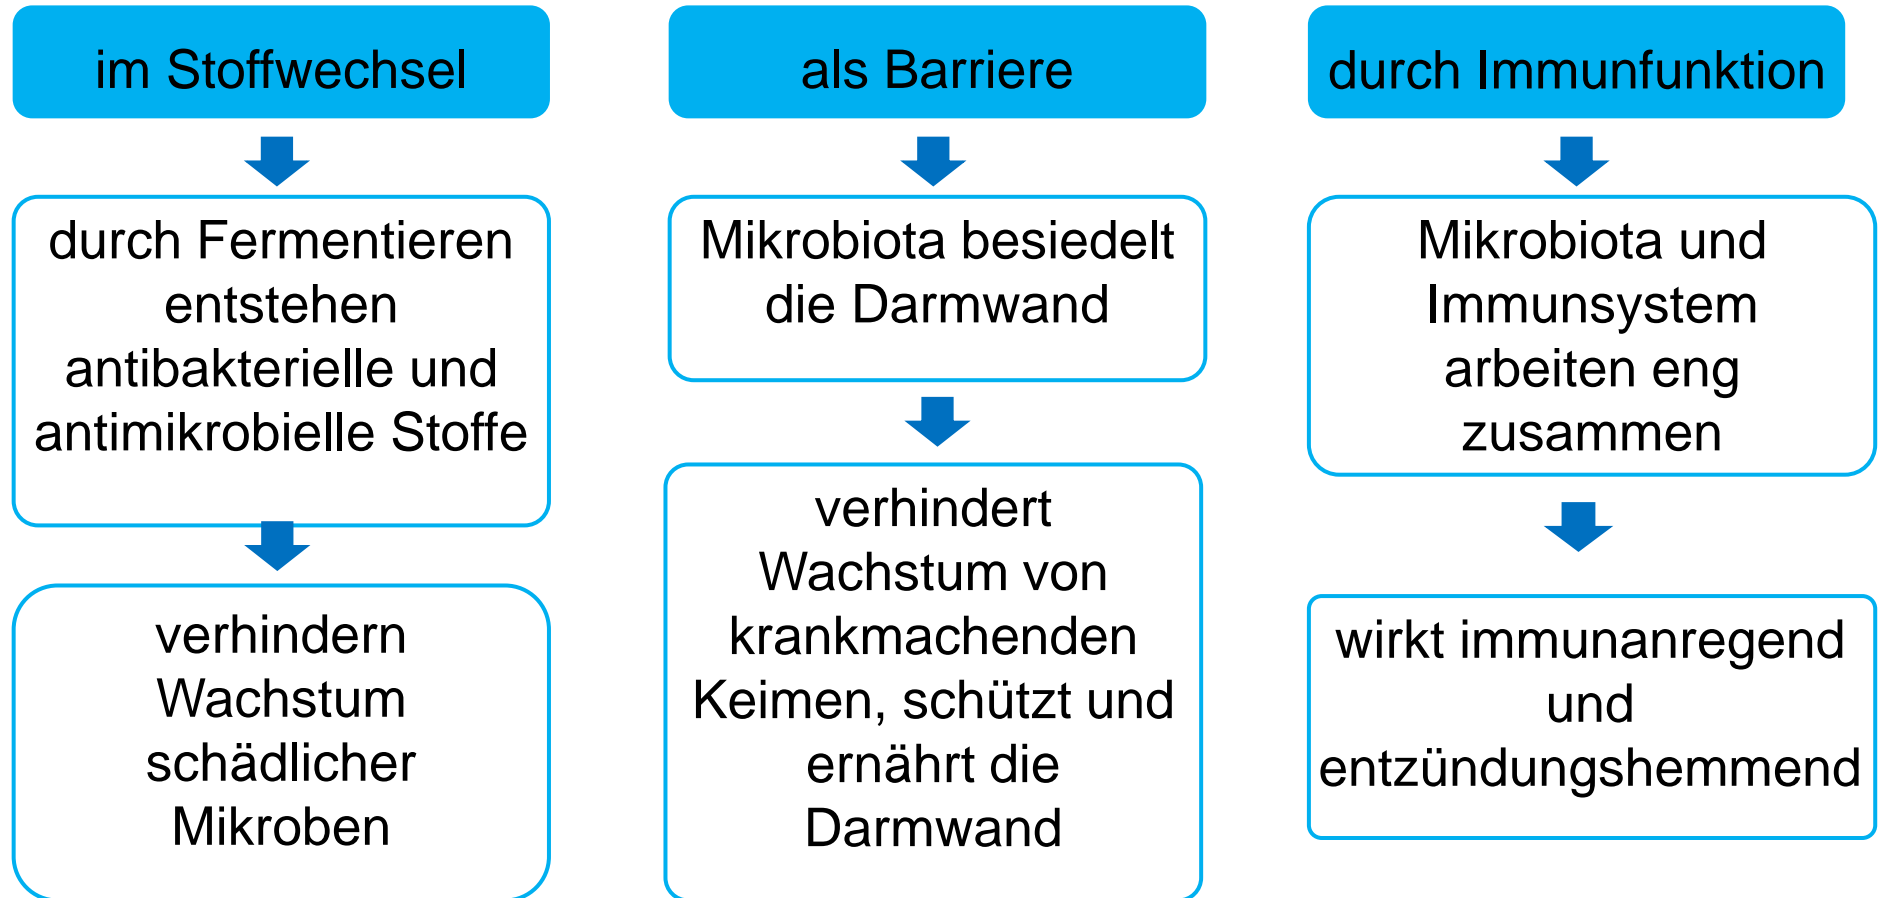 im Stoffwechsel
durch Fermentieren
entstehen
antibakterielle und
antimikrobielle Stoffe
verhindern
Wachstum
schädlicher
Mikroben
als Barriere
Mikrobiota besiedelt
die Darmwand
verhindert
Wachstum von
krankmachenden
Keimen, schützt und
ernährt die
Darmwand
durch Immunfunktion
Mikrobiota und
Immunsystem
arbeiten eng
zusammen
wirkt immunanregend
und
entzündungshemmend